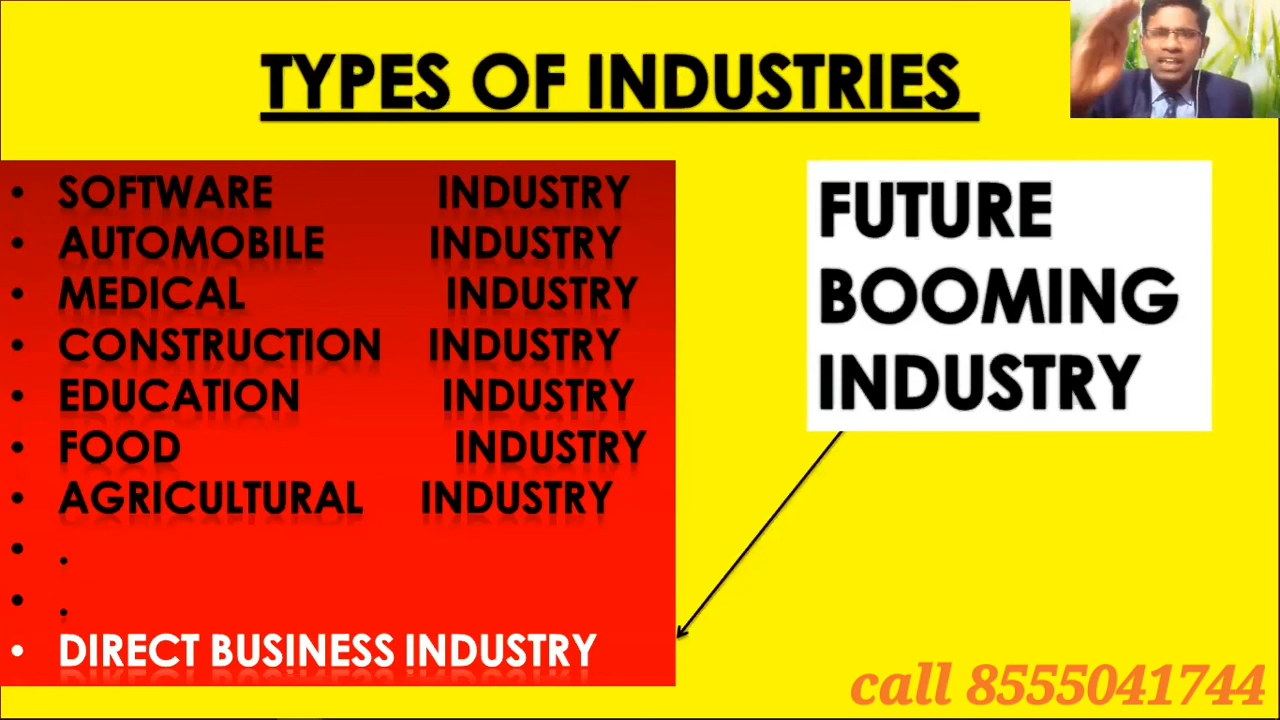 TYPES OF INDUSTRIES
• SOFTWARE INDUSTRY
• AUTOMOBILE INDUSTRY
• MEDICAL INDUSTRY
• CONSTRUCTION INDUSTRY
• EDUCATION INDUSTRY
• FOOD INDUSTRY
• AGRICULTURAL INDUSTRY
• .
• .
• DIRECT BUSINESS INDUSTRY
FUTURE
BOOMING
INDUSTRY
call 8555041744